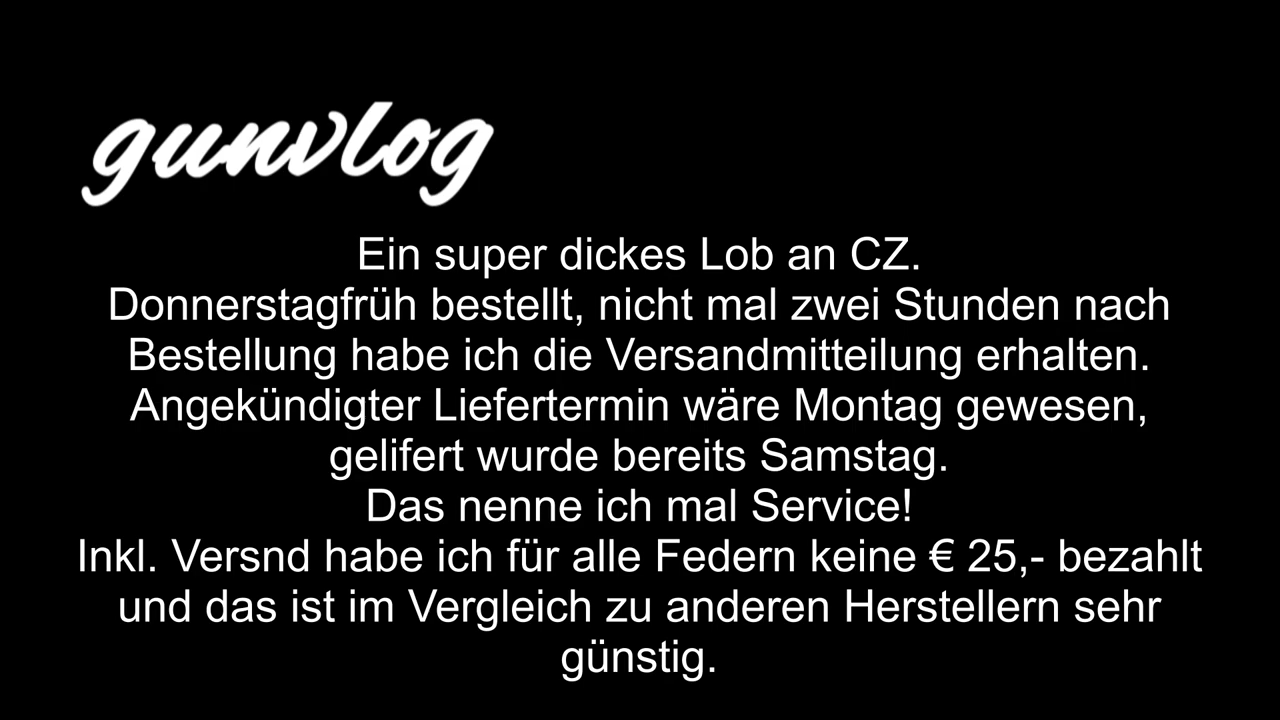 gunvlog
Ein super dickes Lob an CZ.
Donnerstagfrüh bestellt, nicht mal zwei Stunden nach
Bestellung habe ich die Versandmitteilung erhalten.
Angekündigter Liefertermin wäre Montag gewesen,
gelifert wurde bereits Samstag.
Das nenne ich mal Service!
Inkl. Versnd habe ich für alle Federn keine € 25,- bezahlt
und das ist im Vergleich zu anderen Herstellern sehr
günstig.